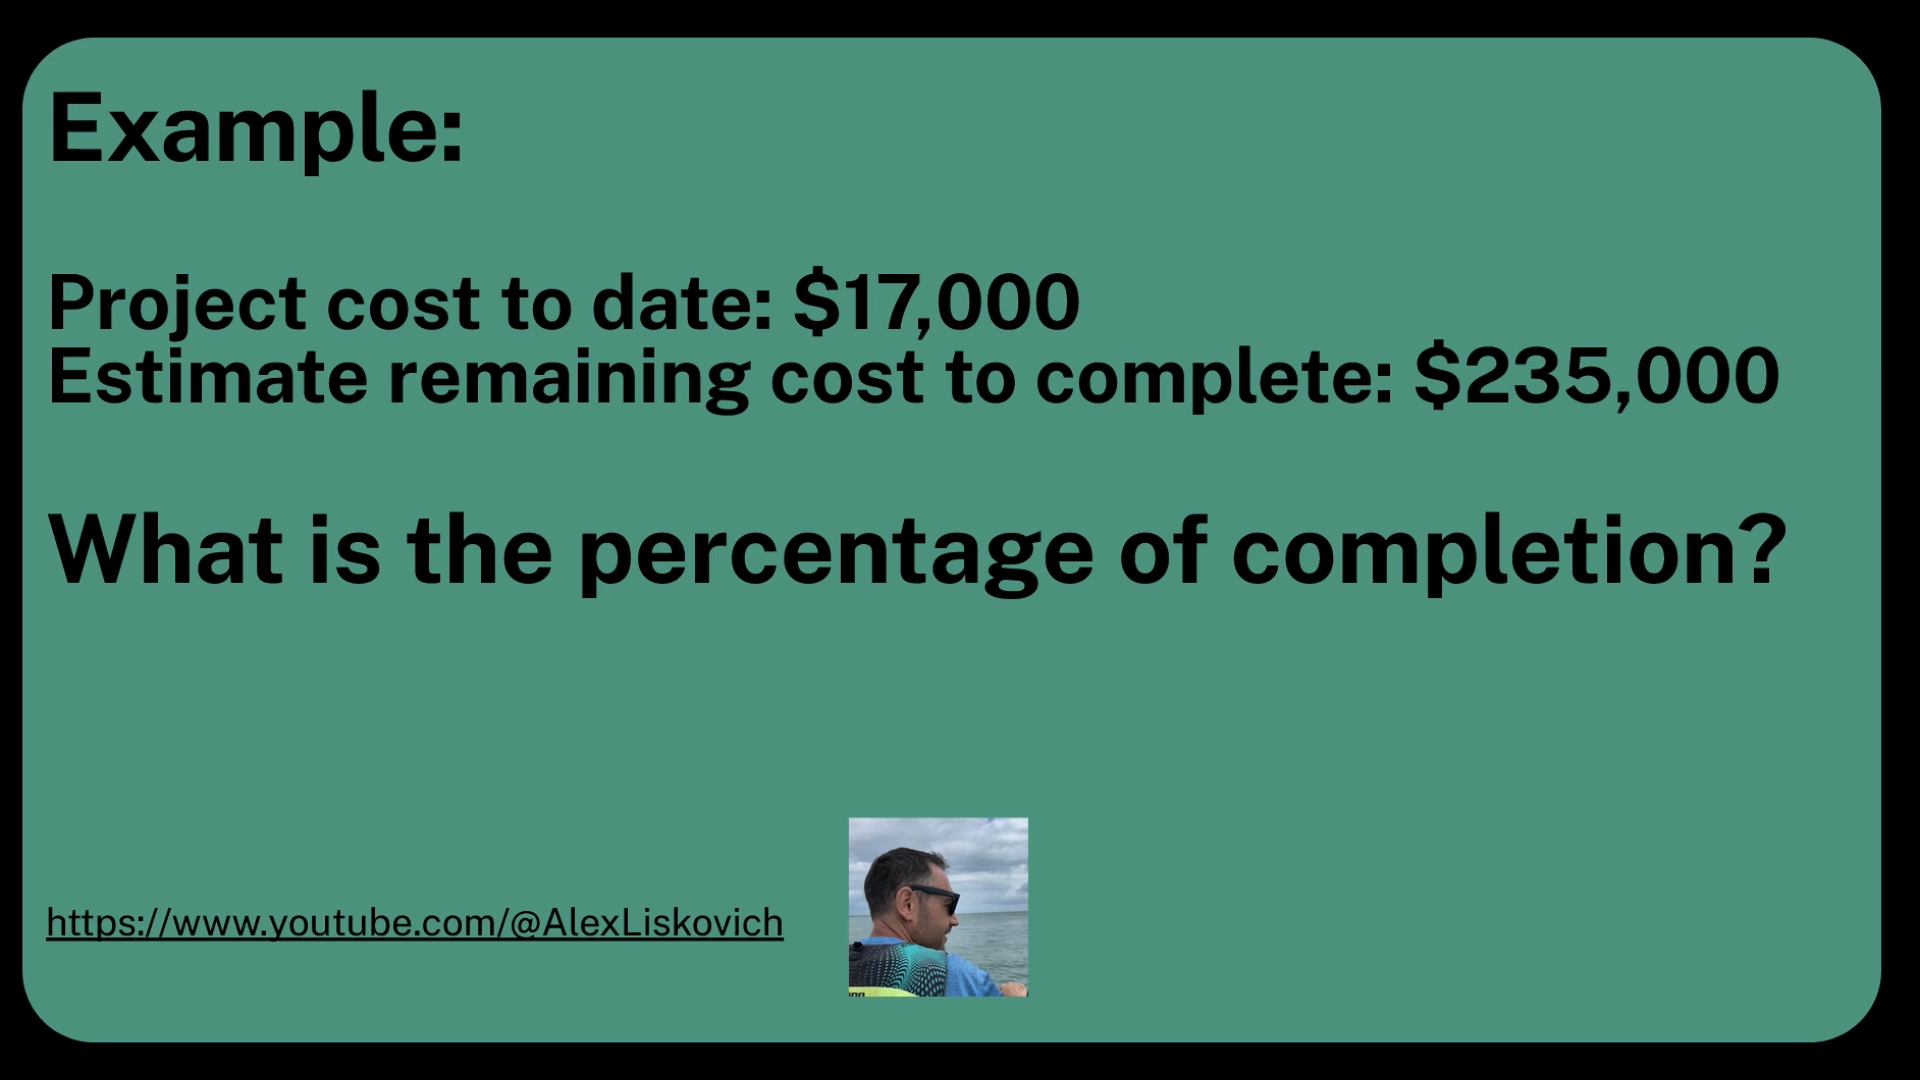 Example:
Project cost to date: $17,000
Estimate remaining cost to complete: $235,000
What is the percentage of completion?
https://www.youtube.com/@AlexLiskovich